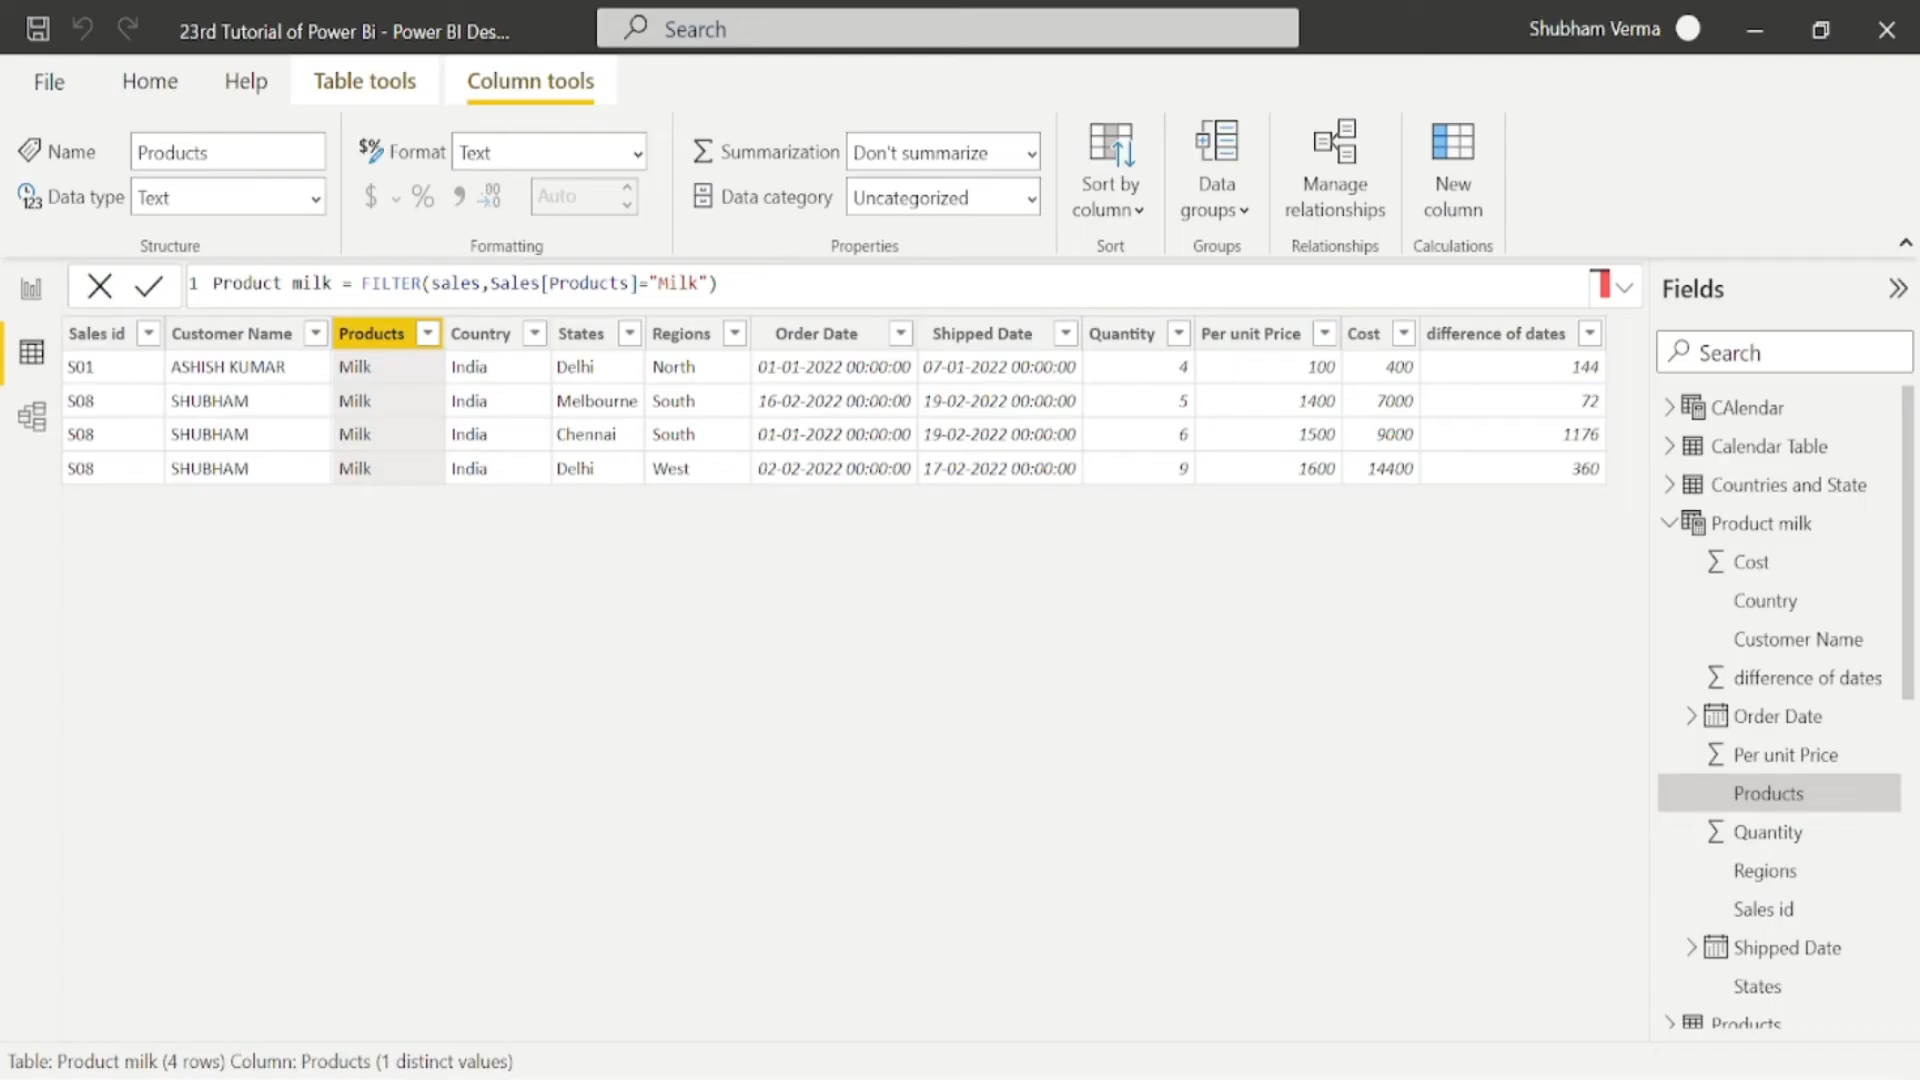 23rd Tutorial of Power Bi - Power BI Des...
Search
Shubham Verma
File Home Help Table tools Column tools
Name Products
Data type Text
Structure
Format Text
$ % Auto
Formatting
Summarization Don't summarize
Data category Uncategorized
Properties
Sort by column
Sort
Data groups
Groups
Manage relationships
Relationships
New column
Calculations
1 Product milk = FILTER(sales,Sales[Products]="Milk")
Sales id Customer Name Products Country States Regions Order Date Shipped Date Quantity Per unit Price Cost difference of dates
S01 ASHISH KUMAR Milk India Delhi North 01-01-2022 00:00:00 07-01-2022 00:00:00 4 100 400 144
S08 SHUBHAM Milk India Melbourne South 16-02-2022 00:00:00 19-02-2022 00:00:00 5 1400 7000 72
S08 SHUBHAM Milk India Chennai South 01-01-2022 00:00:00 19-02-2022 00:00:00 6 1500 9000 1176
S08 SHUBHAM Milk India Delhi West 02-02-2022 00:00:00 17-02-2022 00:00:00 9 1600 14400 360
Fields
Search
CAlendar
Calendar Table
Countries and State
Product milk
Cost
Country
Customer Name
difference of dates
Order Date
Per unit Price
Products
Quantity
Regions
Sales id
Shipped Date
States
Products
Table: Product milk (4 rows) Column: Products (1 distinct values)